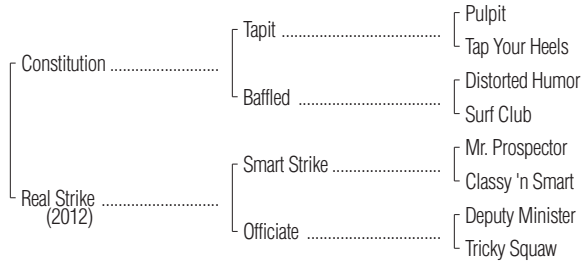 Pulpit
Tapit ................................
Tap Your Heels
Constitution ........................
Distorted Humor
Baffled ............................
Surf Club
Mr. Prospector
Smart Strike ...................
Classy 'n Smart
Real Strike ..........................
(2012)
Deputy Minister
Officiate ..........................
Tricky Squaw